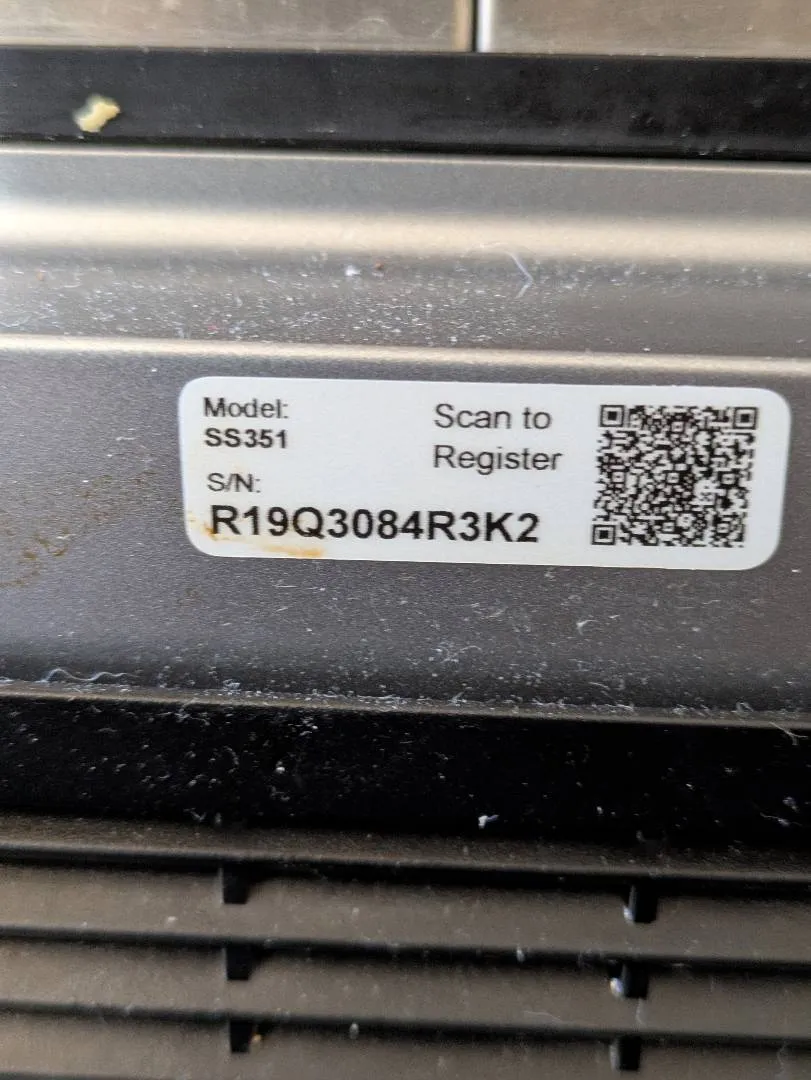 Model:
SS351
S/N:
R19Q3084R3K2
Scan to
Register